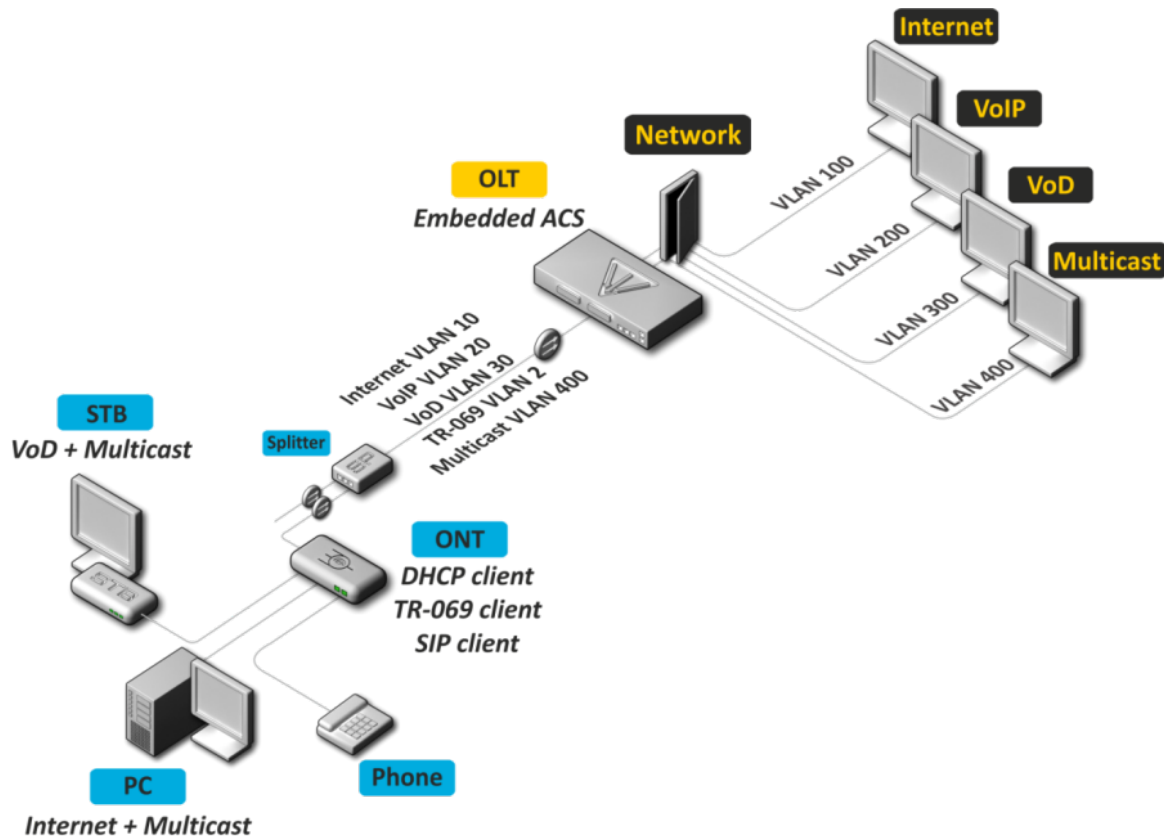 Internet
VoIP
Network
VoD
OLT
Embedded ACS
Multicast
VLAN 100
VLAN 200
VLAN 300
VLAN 400
Internet VLAN 10
VoIP VLAN 20
VoD VLAN 30
TR-069 VLAN 2
Multicast VLAN 400
STB
VoD + Multicast
Splitter
STB
ONT
DHCP client
TR-069 client
SIP client
PC
Internet + Multicast
Phone